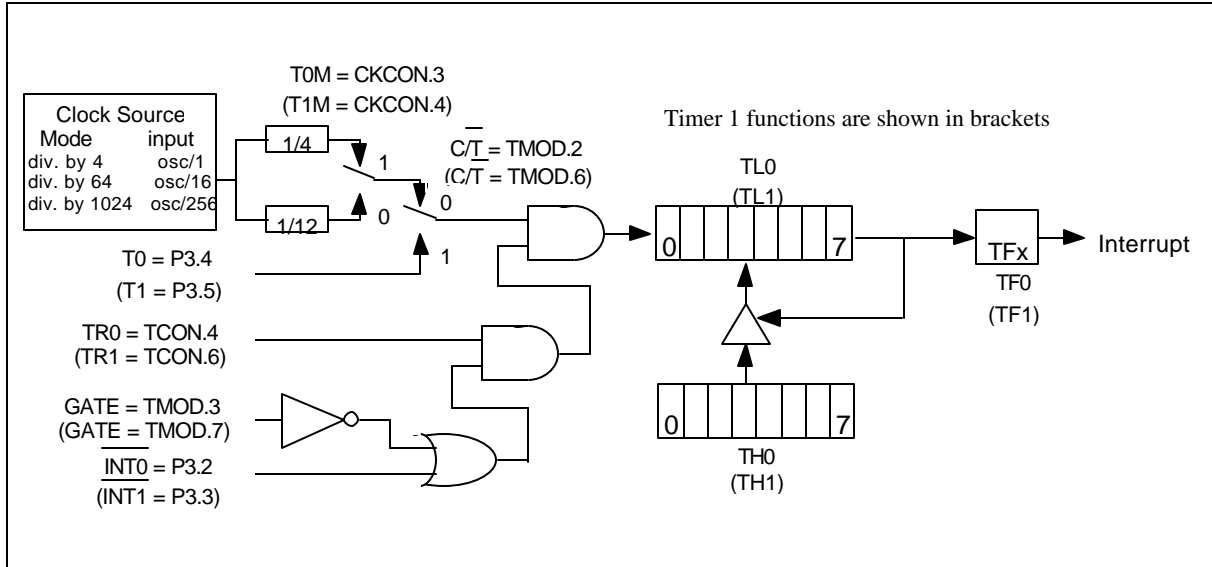 T0M = CKCON.3
(T1M = CKCON.4)
Clock Source
Mode input
div. by 4 osc/1
div. by 64 osc/16
div. by 1024 osc/256
1/4
1/12
1
0
C/T = TMOD.2
(C/T = TMOD.6)
0
1
T0 = P3.4
(T1 = P3.5)
TR0 = TCON.4
(TR1 = TCON.6)
GATE = TMOD.3
(GATE = TMOD.7)
INT0 = P3.2
(INT1 = P3.3)
Timer 1 functions are shown in brackets
TL0
(TL1)
0 7
TFx
Interrupt
TF0
(TF1)
0 7
TH0
(TH1)